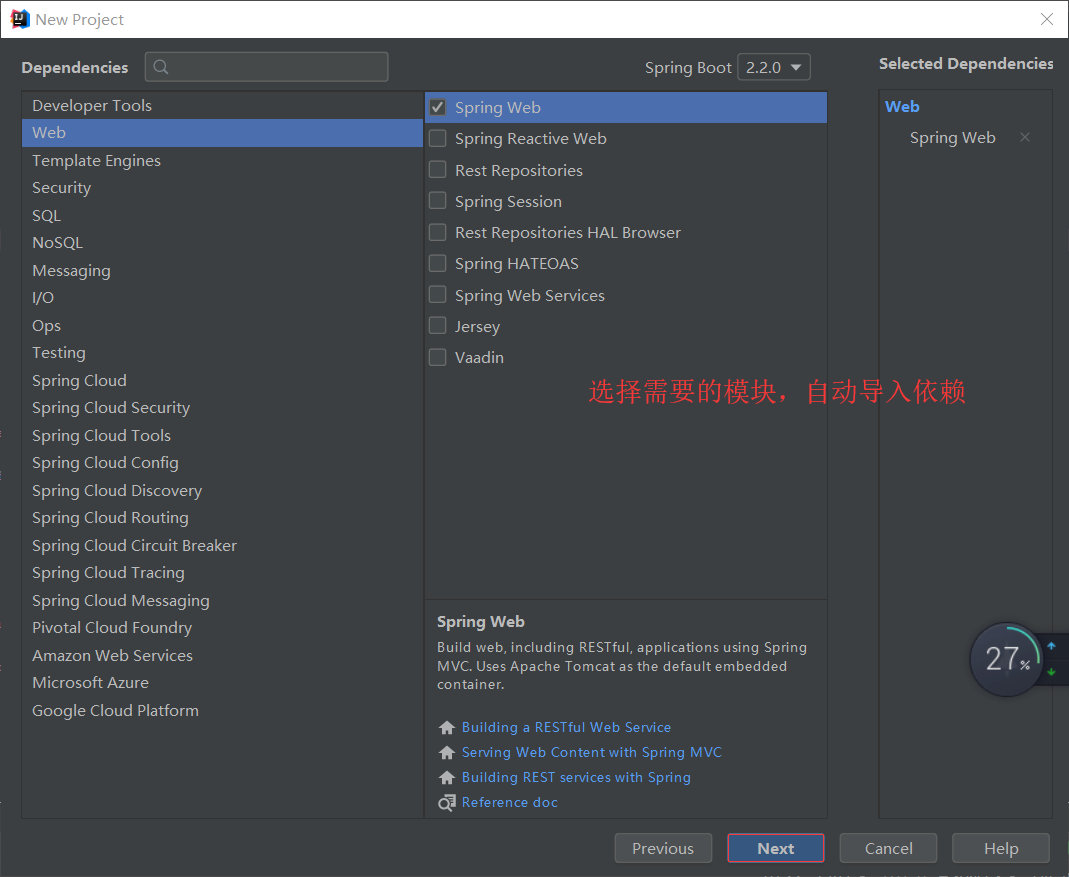 New Project
Dependencies
Spring Boot 2.2.0
Selected Dependencies
Developer Tools
Web
Template Engines
Security
SQL
NoSQL
Messaging
I/O
Ops
Testing
Spring Cloud
Spring Cloud Security
Spring Cloud Tools
Spring Cloud Config
Spring Cloud Discovery
Spring Cloud Routing
Spring Cloud Circuit Breaker
Spring Cloud Tracing
Spring Cloud Messaging
Pivotal Cloud Foundry
Amazon Web Services
Microsoft Azure
Google Cloud Platform
Spring Web
Spring Reactive Web
Rest Repositories
Spring Session
Rest Repositories HAL Browser
Spring HATEOAS
Spring Web Services
Jersey
Vaadin
选择需要的模块，自动导入依赖
Spring Web
Build web, including RESTful, applications using Spring
MVC. Uses Apache Tomcat as the default embedded
container.
Building a RESTful Web Service
Serving Web Content with Spring MVC
Building REST services with Spring
Reference doc
Web
Spring Web
27%
Previous
Next
Cancel
Help